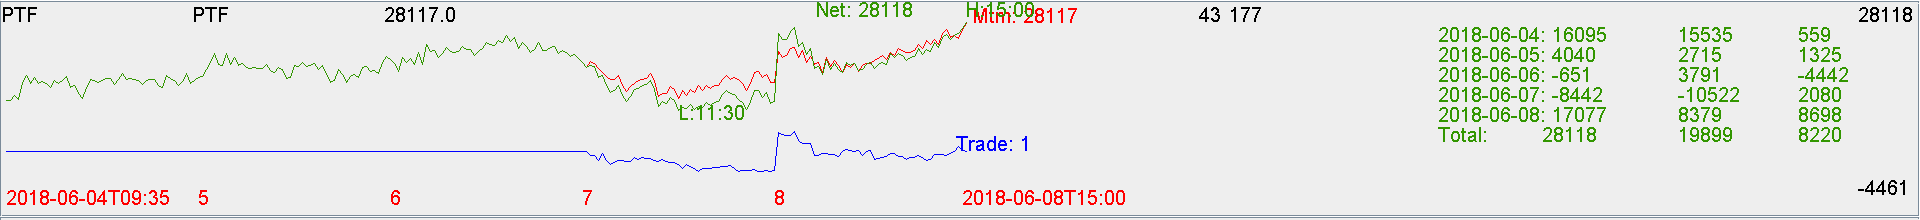 PTF PTF 28117.0 Net: 28118 H:15:00 Mtm: 28117 43 177 28118
2018-06-04: 16095 15535 559
2018-06-05: 4040 2715 1325
2018-06-06: -651 3791 -4442
2018-06-07: -8442 -10522 2080
2018-06-08: 17077 8379 8698
L:11:30
Total: 28118 19899 8220
Trade: 1
-4461
2018-06-04T09:35 5 6 7 8 2018-06-08T15:00